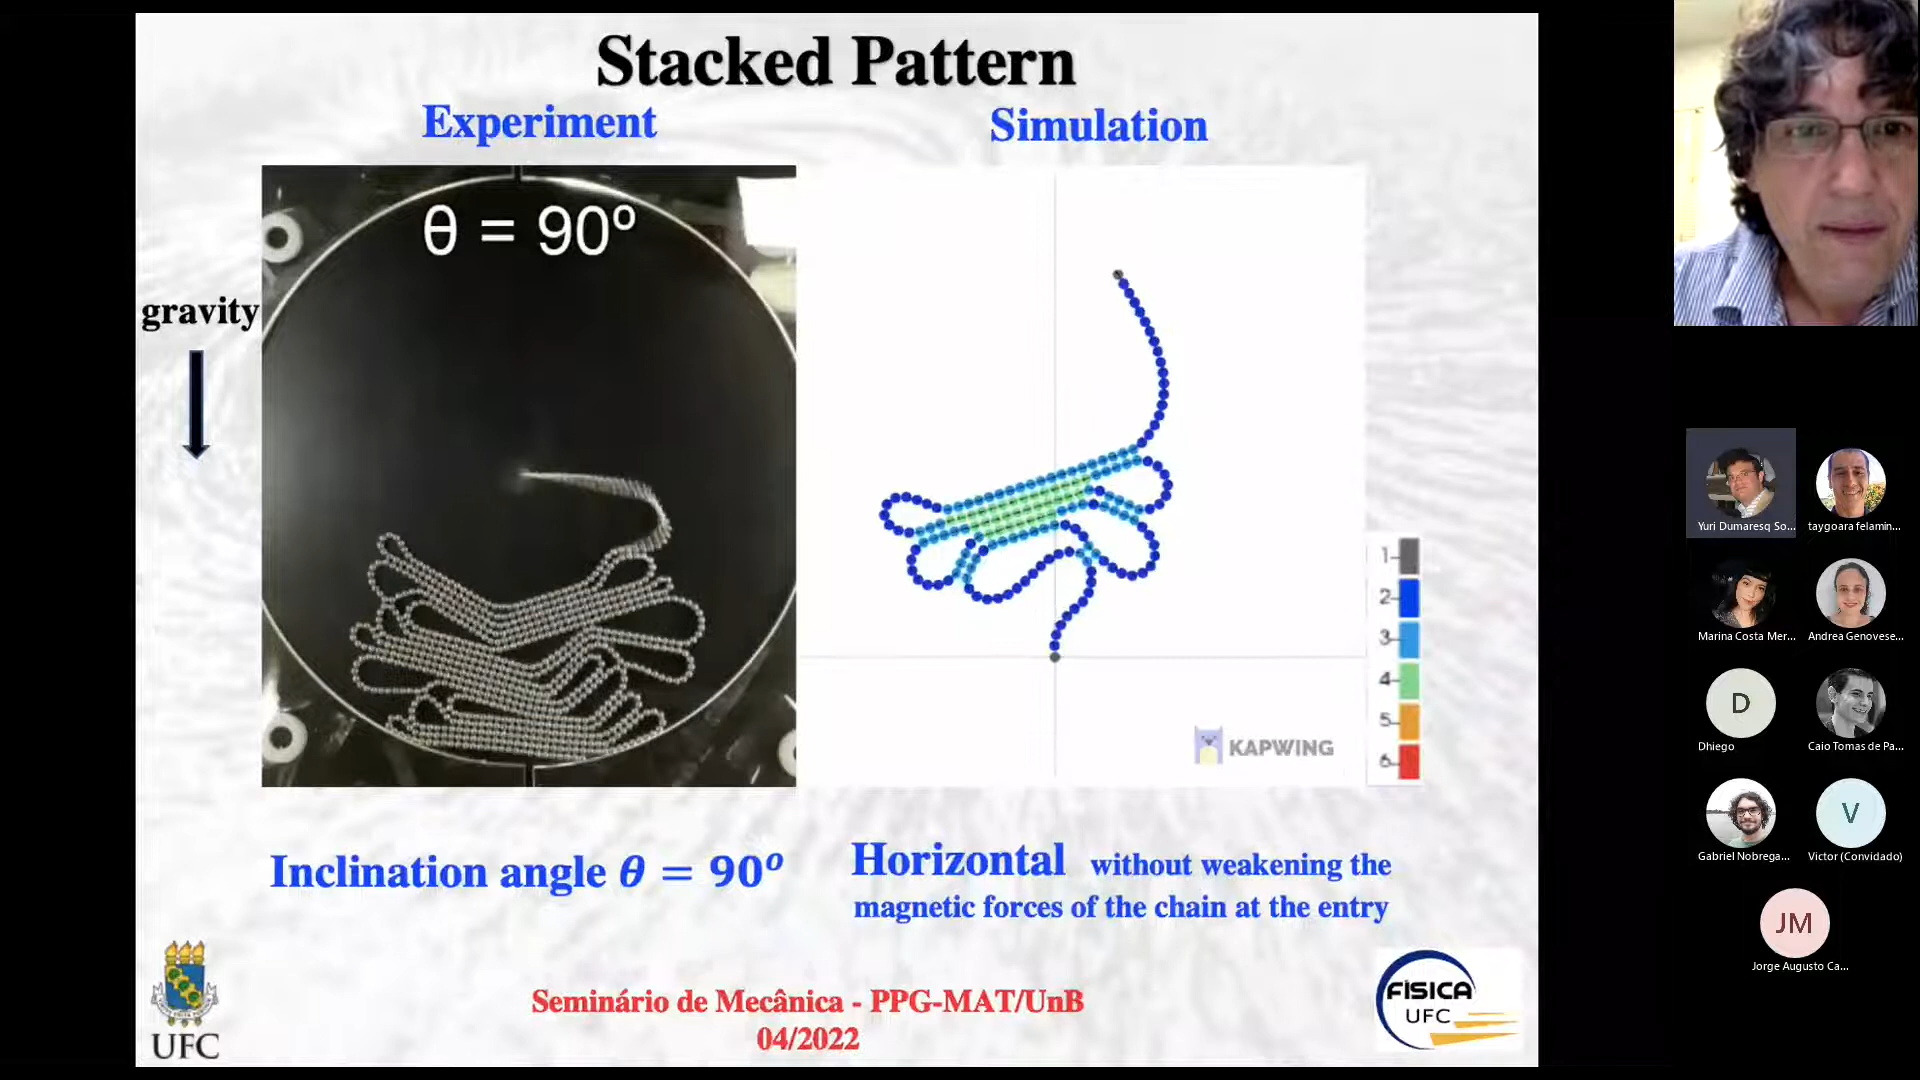 Stacked Pattern
Experiment
Simulation
θ = 90º
gravity
1
2
3
4
5
6
KAPWING
Inclination angle θ = 90º
Horizontal without weakening the
magnetic forces of the chain at the entry
UFC
Seminário de Mecânica - PPG-MAT/UnB
04/2022
FÍSICA
UFC
Yuri Dumaresq So...
taygoara felamin...
Marina Costa Mer...
Andrea Genovese...
D
Dhiego
Caio Tomas de Pa...
Gabriel Nobrega...
V
Victor (Convidado)
JM
Jorge Augusto Ca...